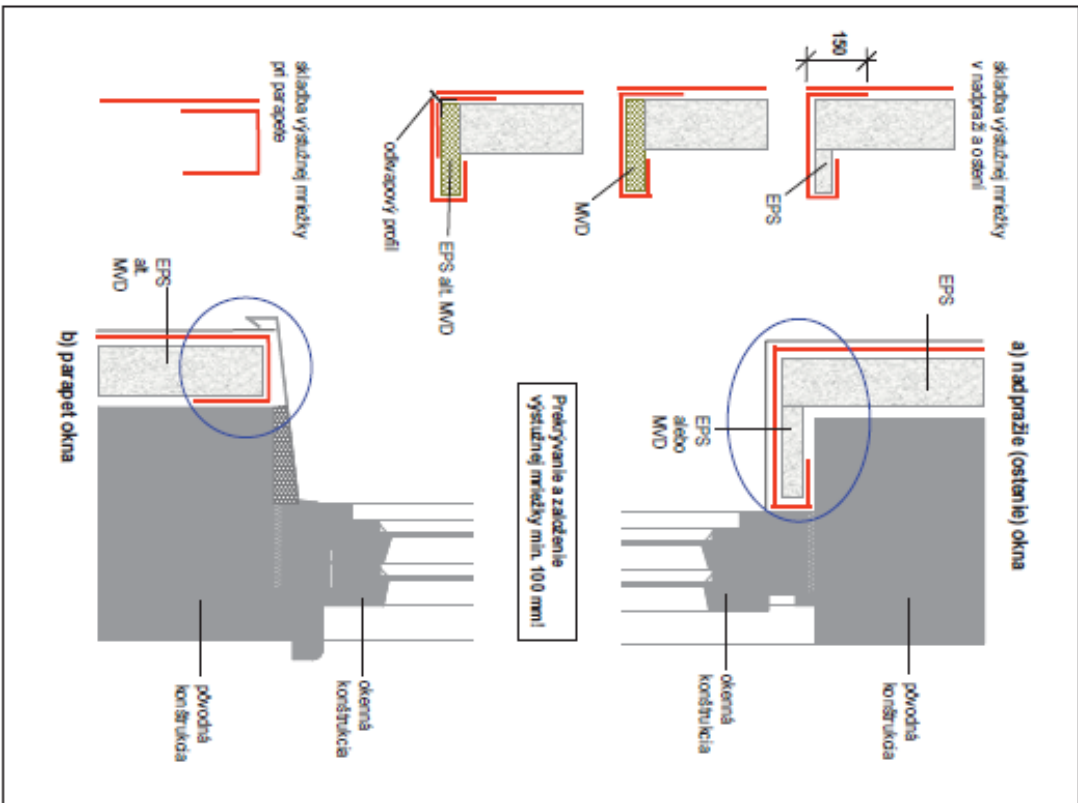 skladba výstužnej mriežky
v nadpraží a ostení
150
EPS
MVD
EPS alt. MVD
odkvapový profil
skladba výstužnej mriežky
pri parapete
a) nadpražie (ostenie) okna
EPS
EPS
alebo
MVD
okenná
konštrukcia
pôvodná
konštrukcia
Prekrývanie a založenie
výstužnej mriežky min. 100 mm!
EPS
alt.
MVD
b) parapet okna
okenná
konštrukcia
pôvodná
konštrukcia